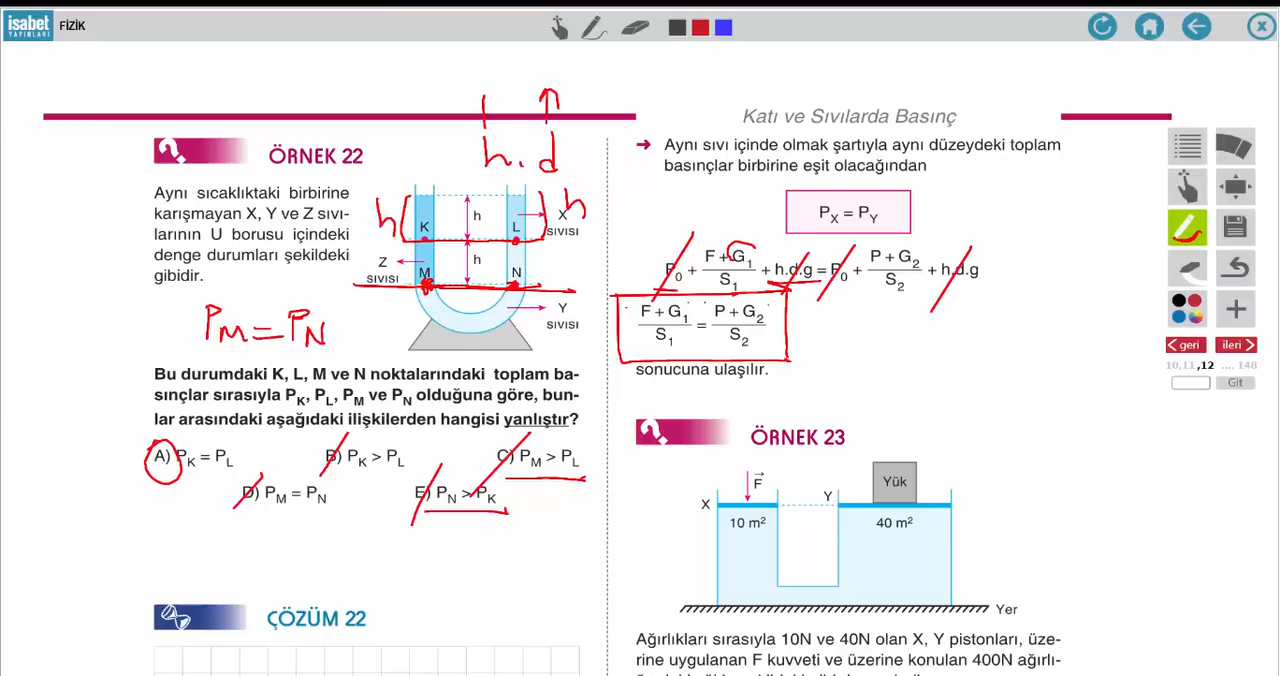 isabet
YAYINLARI
FİZİK
h.d
ÖRNEK 22
Aynı sıcaklıktaki birbirine
karışmayan X, Y ve Z sıvı-
larının U borusu içindeki
denge durumları şekildeki
gibidir.
h
h
h
K
L
X
SIVISI
h
Z
SIVISI
M
N
Y
SIVISI
PM = PN
Bu durumdaki K, L, M ve N noktalarındaki toplam ba-
sınçlar sırasıyla PK, PL, PM ve PN olduğuna göre, bun-
lar arasındaki aşağıdaki ilişkilerden hangisi yanlıştır?
A) PK = PL B) PK > PL C) PM > PL
D) PM = PN E) PN > PK
ÇÖZÜM 22
Katı ve Sıvılarda Basınç
➜ Aynı sıvı içinde olmak şartıyla aynı düzeydeki toplam
basınçlar birbirine eşit olacağından
PX = PY
P0 + (F + G1)/S1 + h.d.g = P0 + (P + G2)/S2 + h.d.g
(F + G1)/S1 = (P + G2)/S2
sonucuna ulaşılır.
ÖRNEK 23
F
Yük
X
Y
10 m²
40 m²
Yer
Ağırlıkları sırasıyla 10N ve 40N olan X, Y pistonları, üze-
rine uygulanan F kuvveti ve üzerine konulan 400N ağırlı-
geri
ileri
10,11,12 .... 148
Git